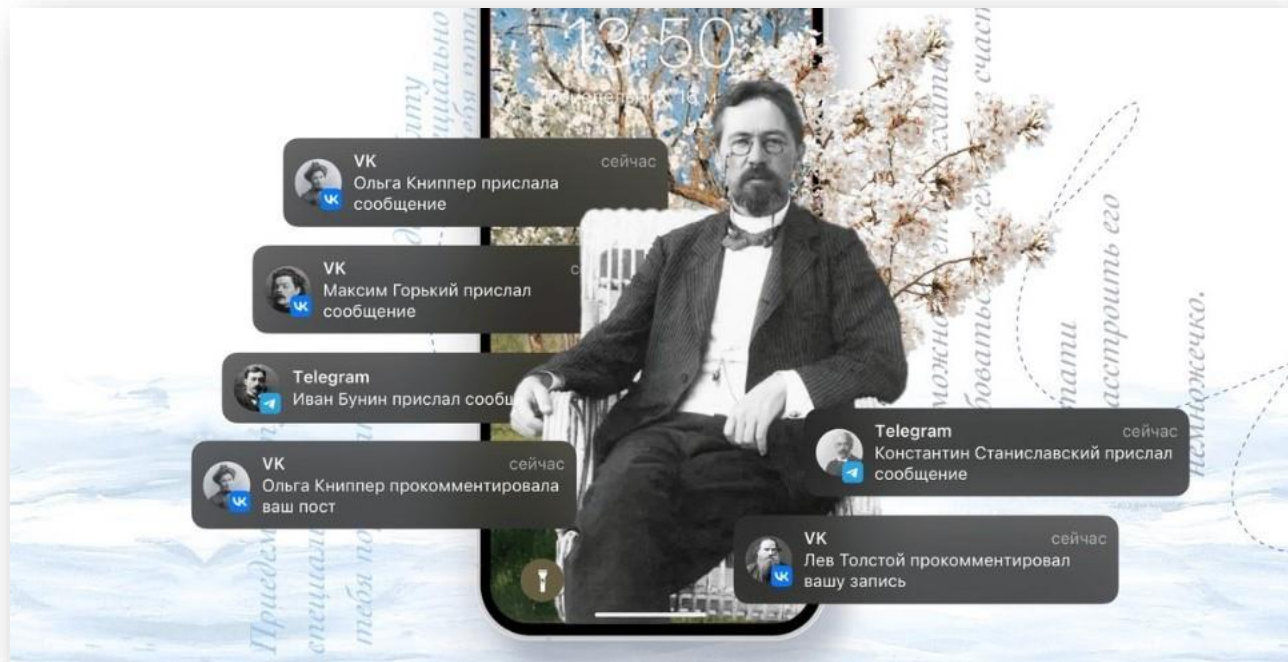 13:50
VK
сейчас
Ольга Книппер прислала
сообщение
VK
Максим Горький прислал
сообщение
Telegram
Иван Бунин прислал
VK
сейчас
Ольга Книппер прокомментировала
ваш пост
Telegram
сейчас
Константин Станиславский прислал
сообщение
VK
сейчас
Лев Толстой прокомментировал
вашу запись
тебя
можно
расстроить его
немножечко.